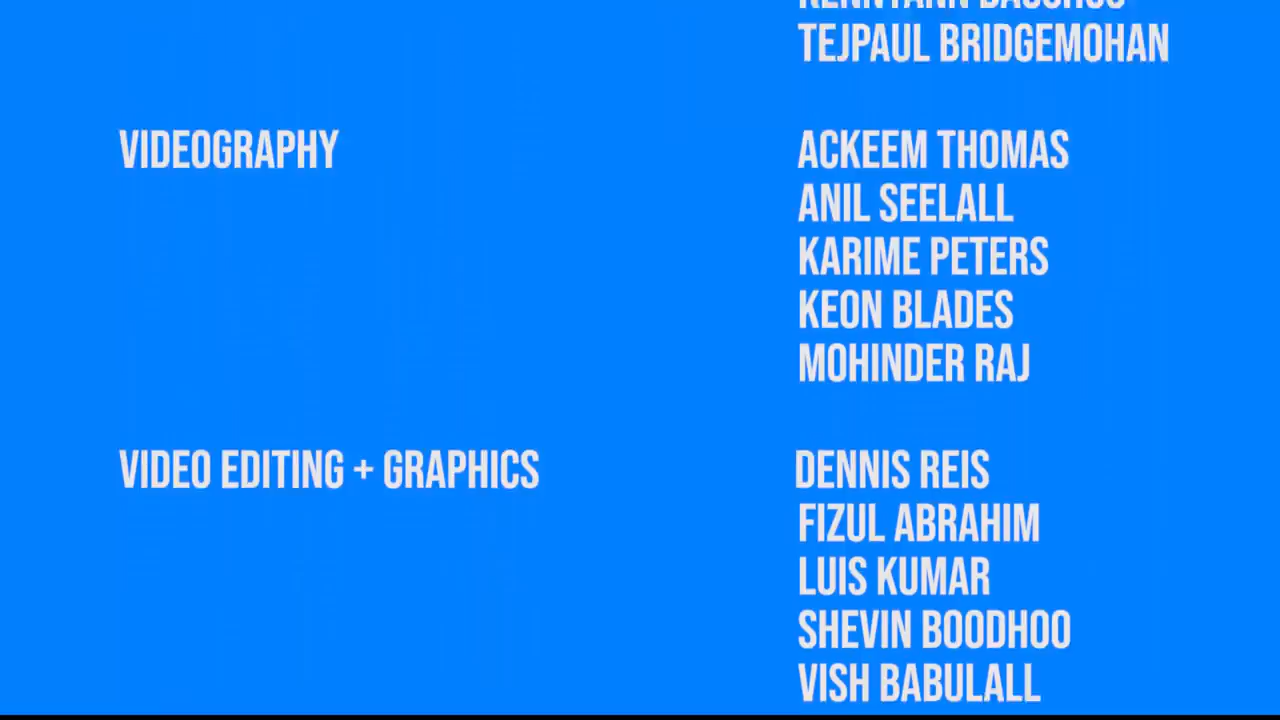 TEJPAUL BRIDGEMOHAN
VIDEOGRAPHY
ACKEEM THOMAS
ANIL SEELALL
KARIME PETERS
KEON BLADES
MOHINDER RAJ
VIDEO EDITING + GRAPHICS
DENNIS REIS
FIZUL ABRAHIM
LUIS KUMAR
SHEVIN BOODHOO
VISH BABULALL